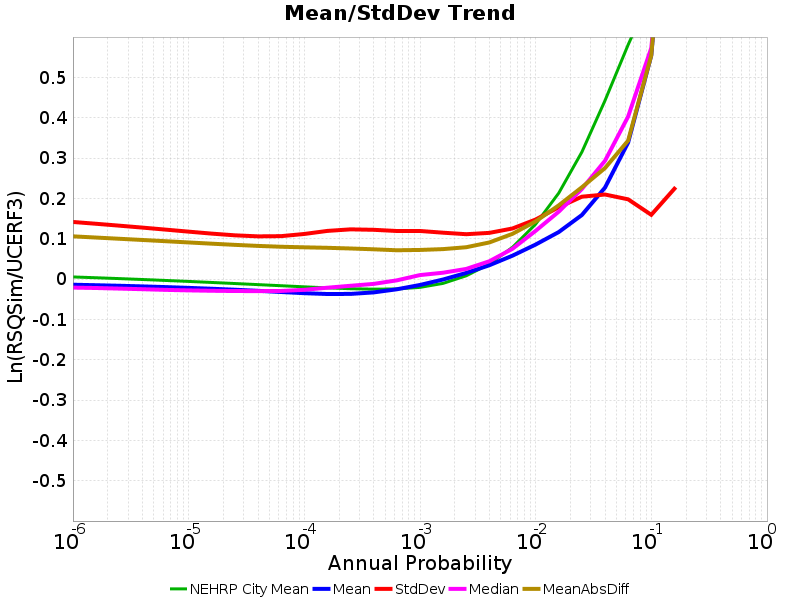 Mean/StdDev Trend
Ln(RSQSim/UCERF3)
0.5
0.4
0.3
0.2
0.1
0
-0.1
-0.2
-0.3
-0.4
-0.5
10^-6 10^-5 10^-4 10^-3 10^-2 10^-1 10^0
Annual Probability
NEHRP City Mean Mean StdDev Median MeanAbsDiff